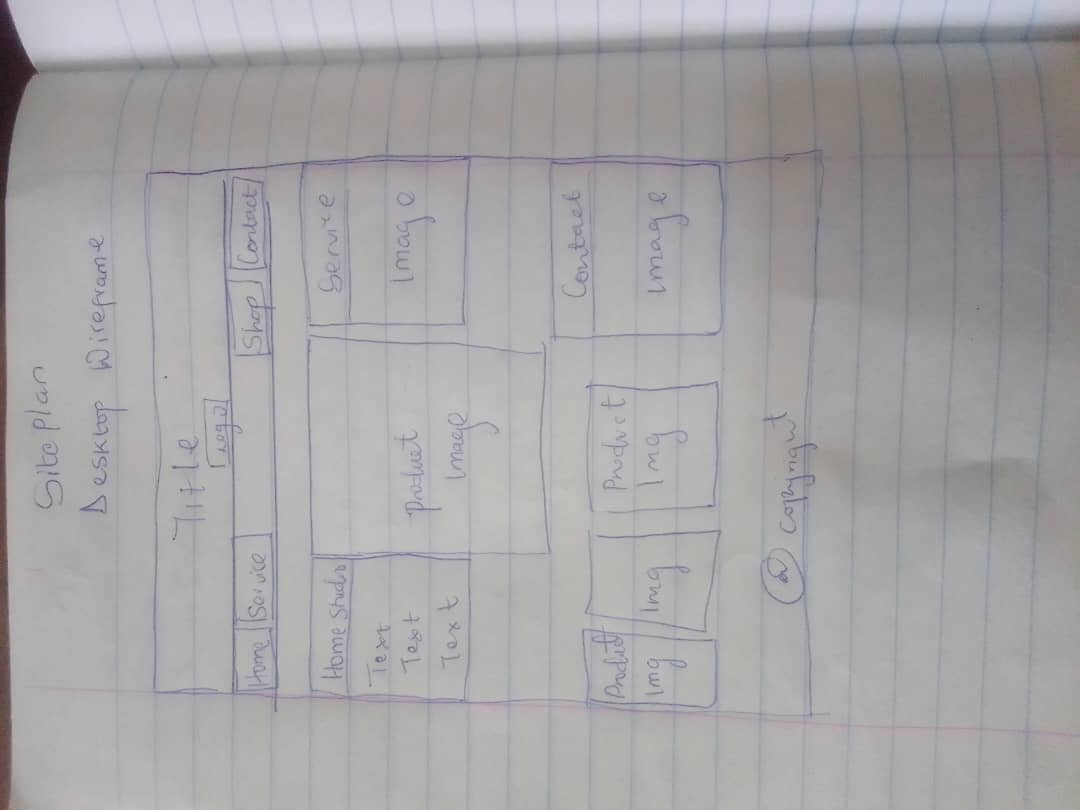 Site Plan
Desktop Wireframe
Title
Logo
Home Service Shop Contact
Home Studio
Text
Text
Text
Product
Image
Service
Image
Product
Img
Img
Product
Img
Contact
Image
© Copyright